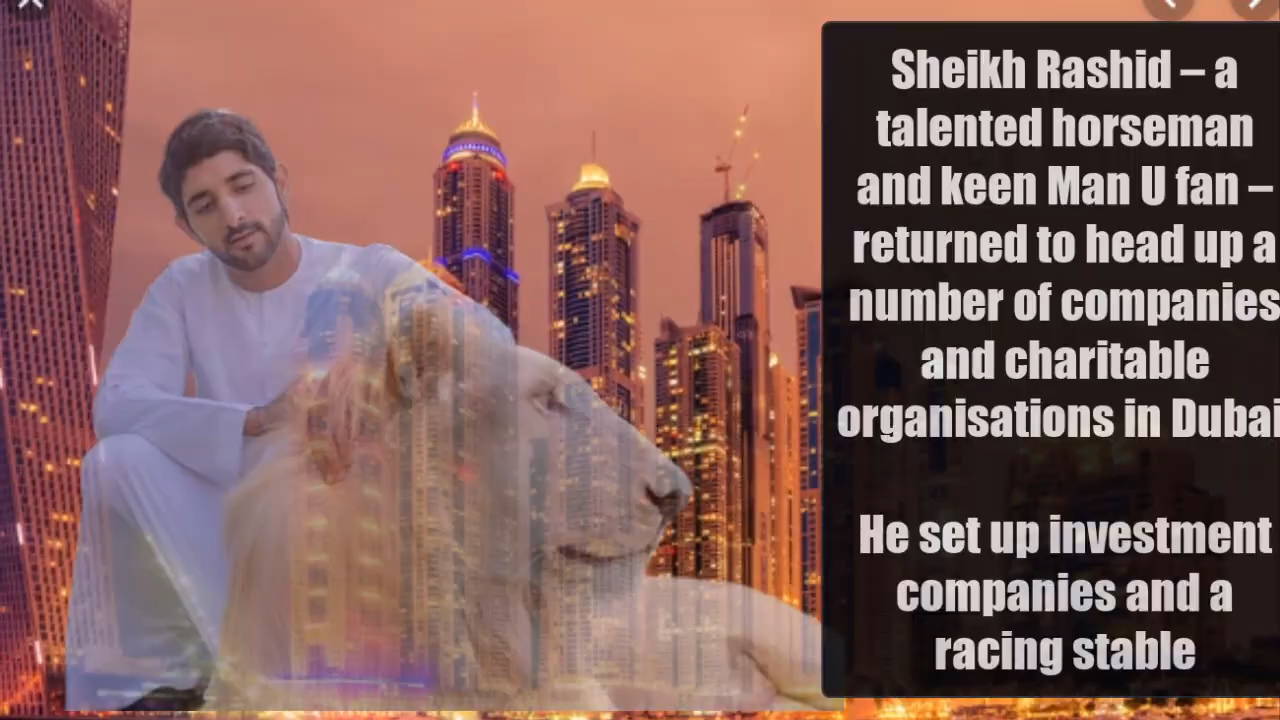 Sheikh Rashid – a
talented horseman
and keen Man U fan –
returned to head up a
number of companies
and charitable
organisations in Dubai
He set up investment
companies and a
racing stable